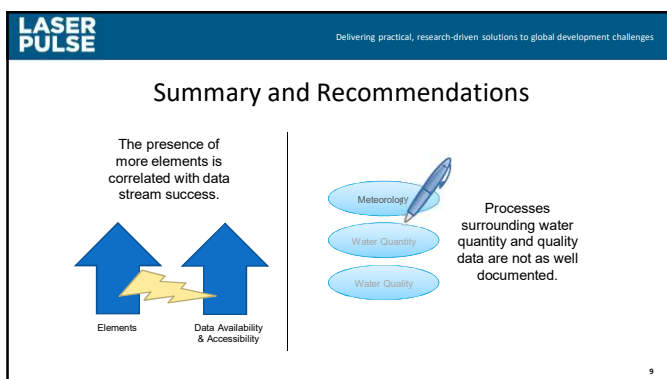 LASER
PULSE
Delivering practical, research-driven solutions to global development challenges
Summary and Recommendations
The presence of
more elements is
correlated with data
stream success.
Elements
Data Availability
& Accessibility
Meteorology
Water Quantity
Water Quality
Processes
surrounding water
quantity and quality
data are not as well
documented.
9